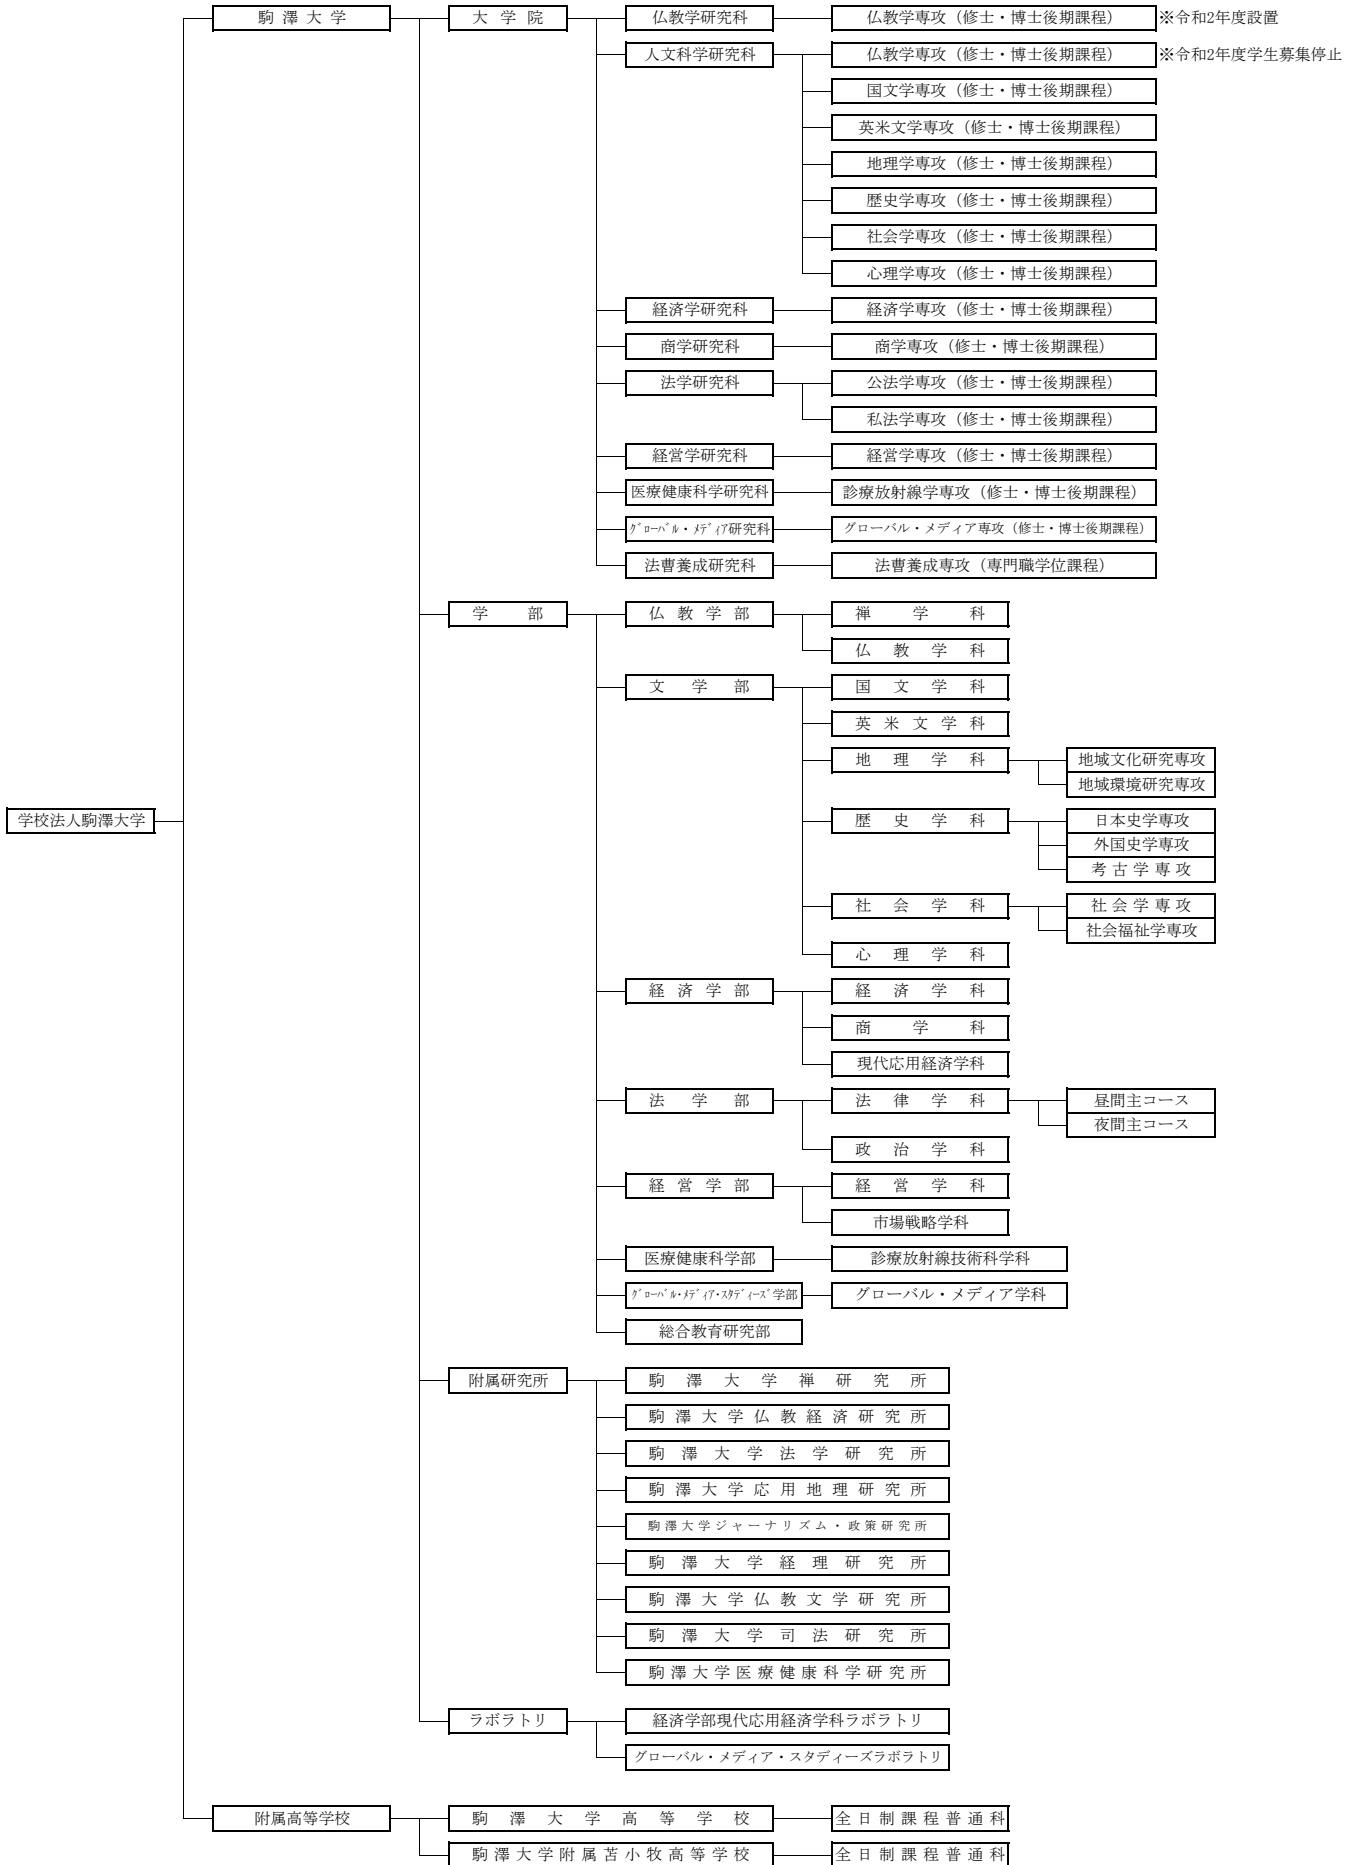 駒澤大学 大学院 仏教学研究科 仏教学専攻（修士・博士後期課程） ※令和2年度設置
人文科学研究科 仏教学専攻（修士・博士後期課程） ※令和2年度学生募集停止
国文学専攻（修士・博士後期課程）
英米文学専攻（修士・博士後期課程）
地理学専攻（修士・博士後期課程）
歴史学専攻（修士・博士後期課程）
社会学専攻（修士・博士後期課程）
心理学専攻（修士・博士後期課程）
経済学研究科 経済学専攻（修士・博士後期課程）
商学研究科 商学専攻（修士・博士後期課程）
法学研究科 公法学専攻（修士・博士後期課程）
私法学専攻（修士・博士後期課程）
経営学研究科 経営学専攻（修士・博士後期課程）
医療健康科学研究科 診療放射線学専攻（修士・博士後期課程）
ｸﾞﾛｰﾊﾞﾙ・ﾒﾃﾞｨｱ研究科 グローバル・メディア専攻（修士・博士後期課程）
法曹養成研究科 法曹養成専攻（専門職学位課程）
学部 仏教学部 禅学科
仏教学科
文学部 国文学科
英米文学科
地理学科 地域文化研究専攻
地域環境研究専攻
学校法人駒澤大学 歴史学科 日本史学専攻
外国史学専攻
考古学専攻
社会学科 社会学専攻
社会福祉学専攻
心理学科
経済学部 経済学科
商学科
現代応用経済学科
法学部 法律学科 昼間主コース
夜間主コース
政治学科
経営学部 経営学科
市場戦略学科
医療健康科学部 診療放射線技術科学科
ｸﾞﾛｰﾊﾞﾙ・ﾒﾃﾞｨｱ・ｽﾀﾃﾞｨｰｽﾞ学部 グローバル・メディア学科
総合教育研究部
附属研究所 駒澤大学禅研究所
駒澤大学仏教経済研究所
駒澤大学法学研究所
駒澤大学応用地理研究所
駒澤大学ジャーナリズム・政策研究所
駒澤大学経理研究所
駒澤大学仏教文学研究所
駒澤大学司法研究所
駒澤大学医療健康科学研究所
ラボラトリ 経済学部現代応用経済学科ラボラトリ
グローバル・メディア・スタディーズラボラトリ
附属高等学校 駒澤大学高等学校 全日制課程普通科
駒澤大学附属苫小牧高等学校 全日制課程普通科